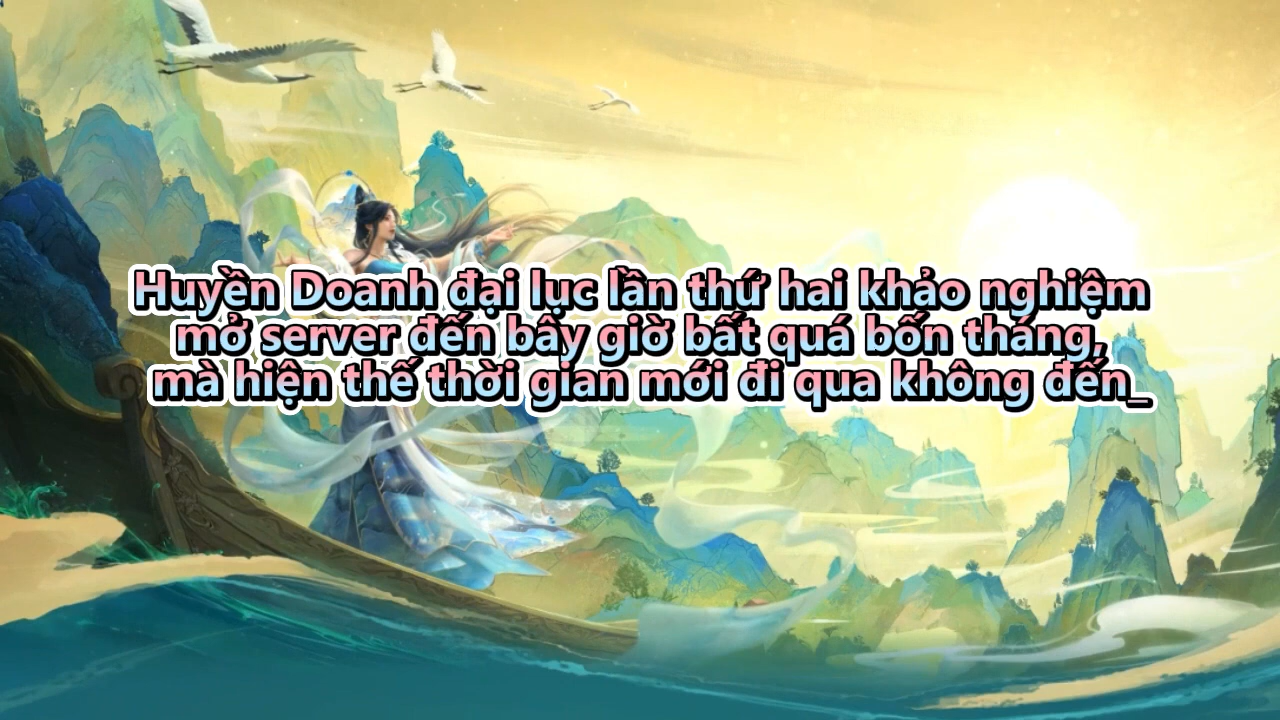 Huyền Doanh đại lục lần thứ hai khảo nghiệm
mở server đến bây giờ bất quá bốn tháng,
mà hiện thế thời gian mới đi qua không đến_